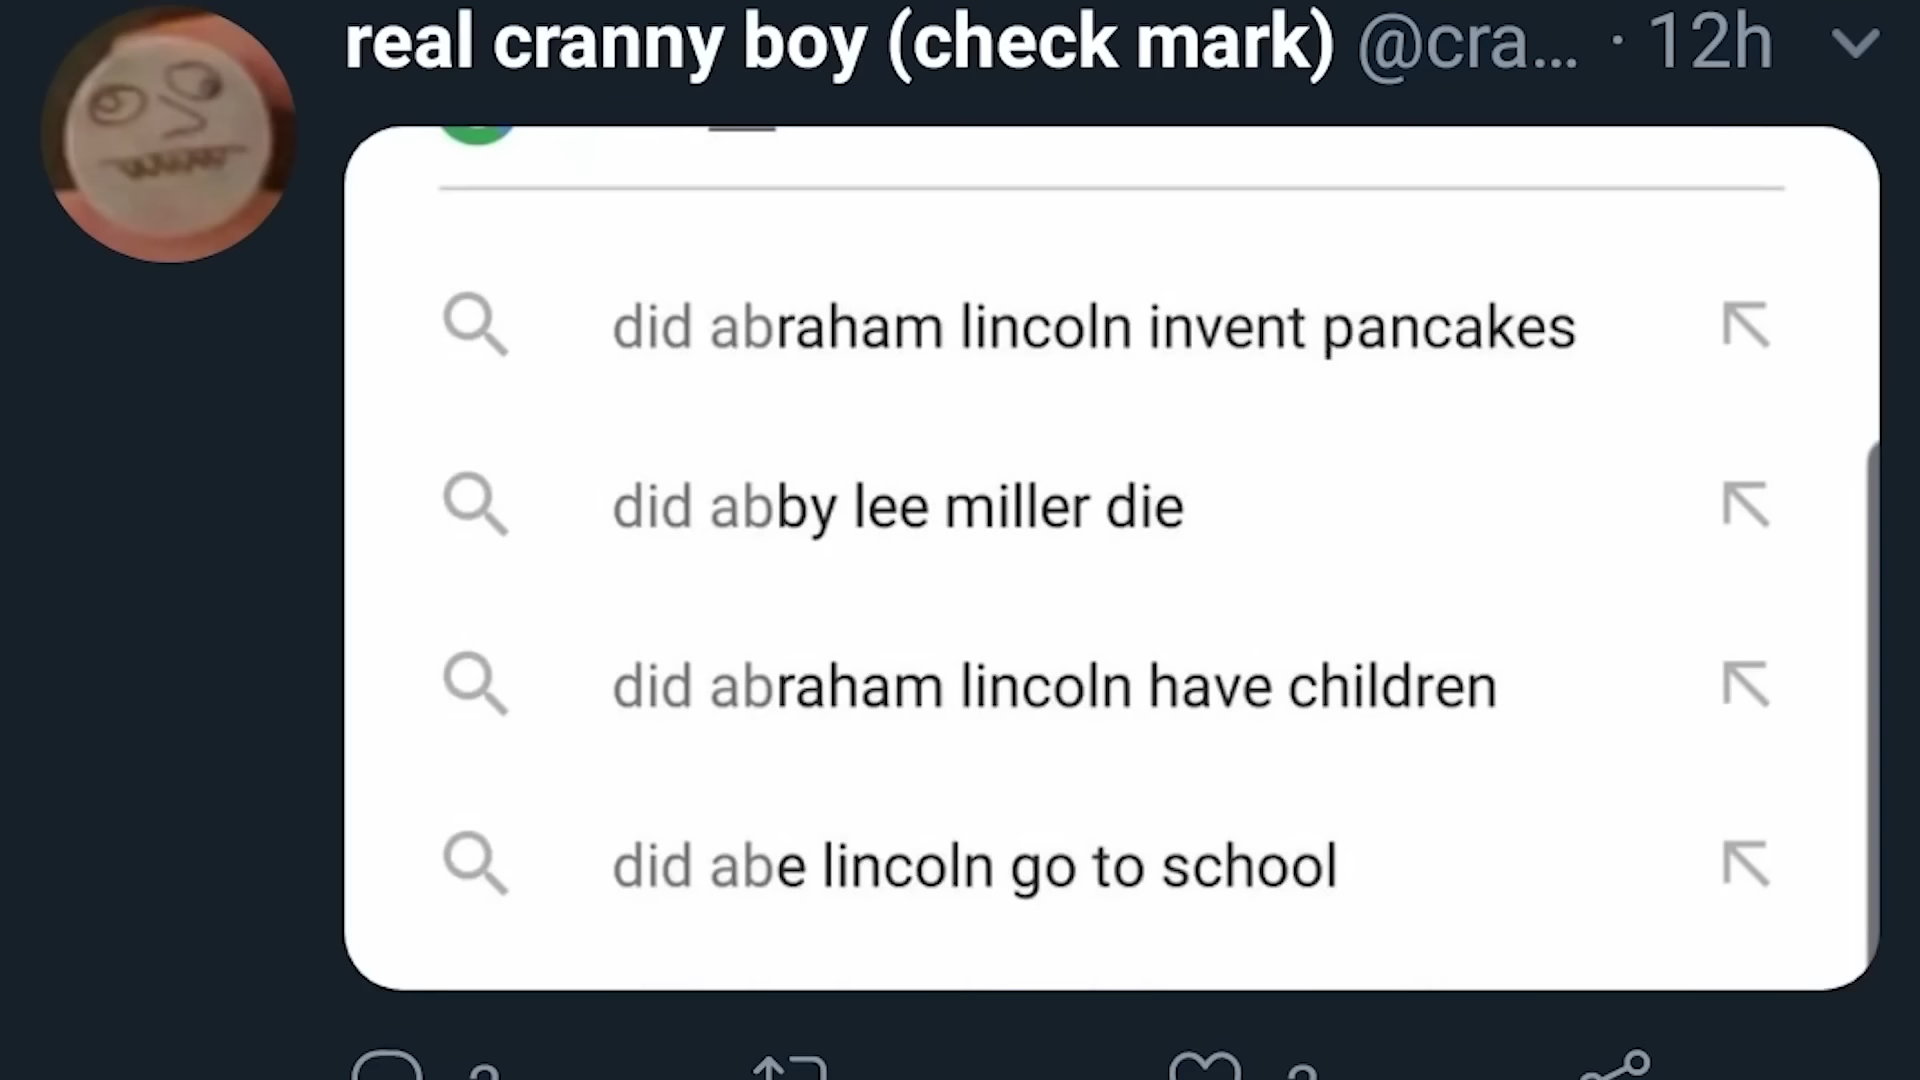 real cranny boy (check mark) @cra... · 12h
did abraham lincoln invent pancakes
did abby lee miller die
did abraham lincoln have children
did abe lincoln go to school